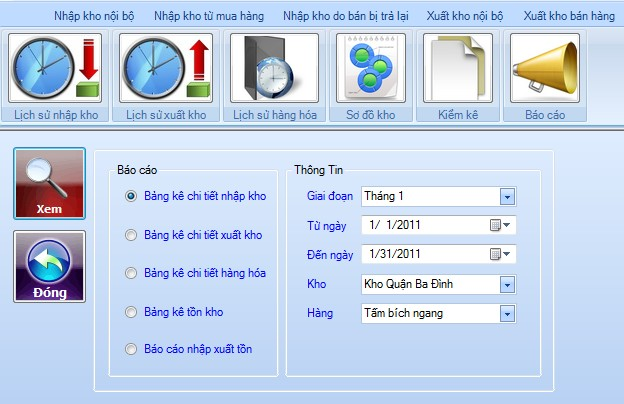 Nhập kho nội bộ Nhập kho từ mua hàng Nhập kho do bán bị trả lại Xuất kho nội bộ Xuất kho bán hàng
Lịch sử nhập kho Lịch sử xuất kho Lịch sử hàng hóa Sơ đồ kho Kiểm kê Báo cáo
Xem
Đóng
Báo cáo
Bảng kê chi tiết nhập kho
Bảng kê chi tiết xuất kho
Bảng kê chi tiết hàng hóa
Bảng kê tồn kho
Báo cáo nhập xuất tồn
Thông Tin
Giai đoạn Tháng 1
Từ ngày 1/ 1/2011
Đến ngày 1/31/2011
Kho Kho Quận Ba Đình
Hàng Tấm bích ngang